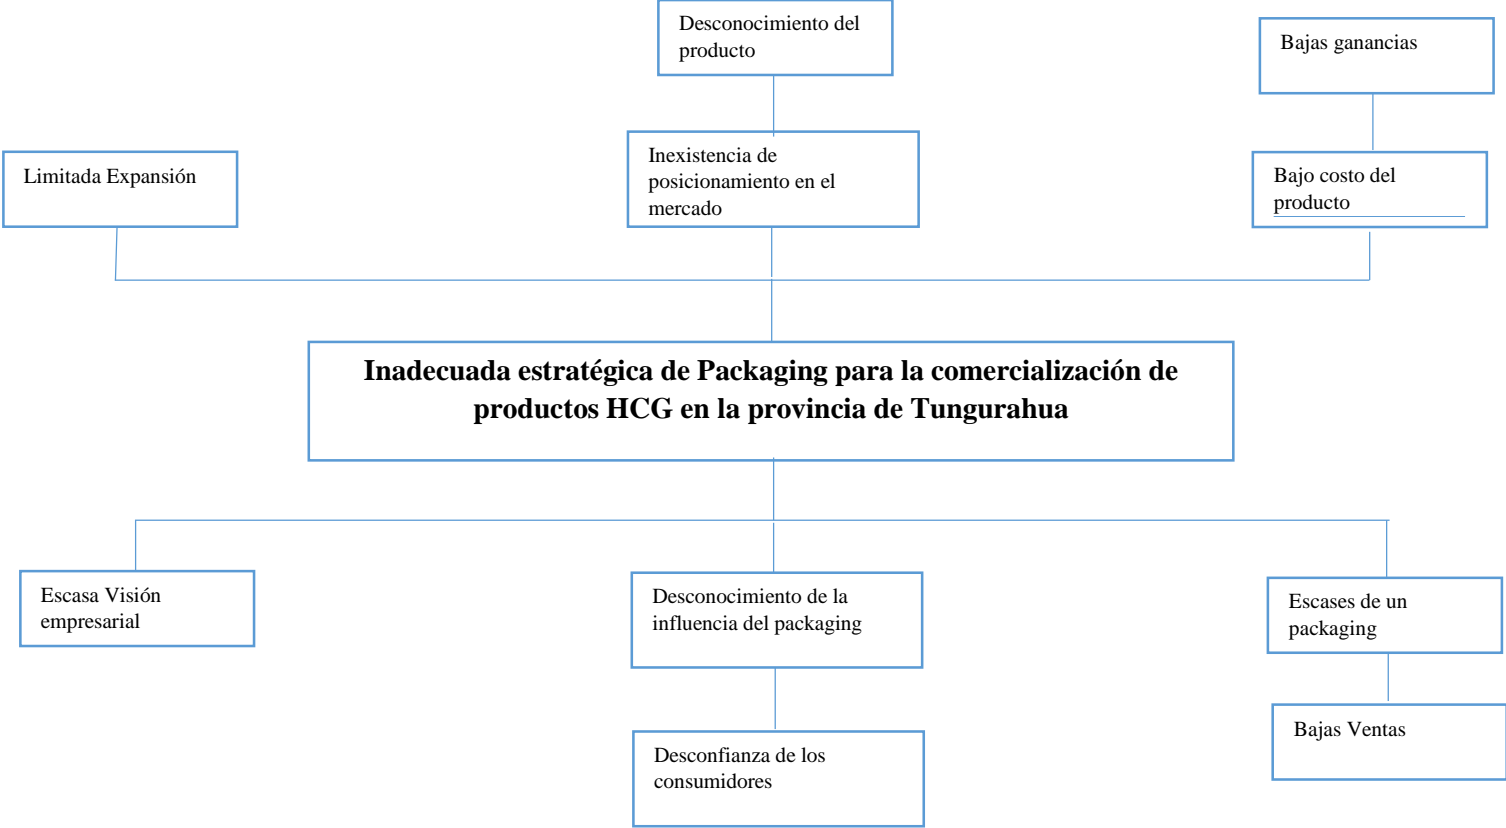 Desconocimiento del
producto
Bajas ganancias
Limitada Expansión
Inexistencia de
posicionamiento en el
mercado
Bajo costo del
producto
Inadecuada estratégica de Packaging para la comercialización de
productos HCG en la provincia de Tungurahua
Escasa Visión
empresarial
Desconocimiento de la
influencia del packaging
Escases de un
packaging
Desconfianza de los
consumidores
Bajas Ventas